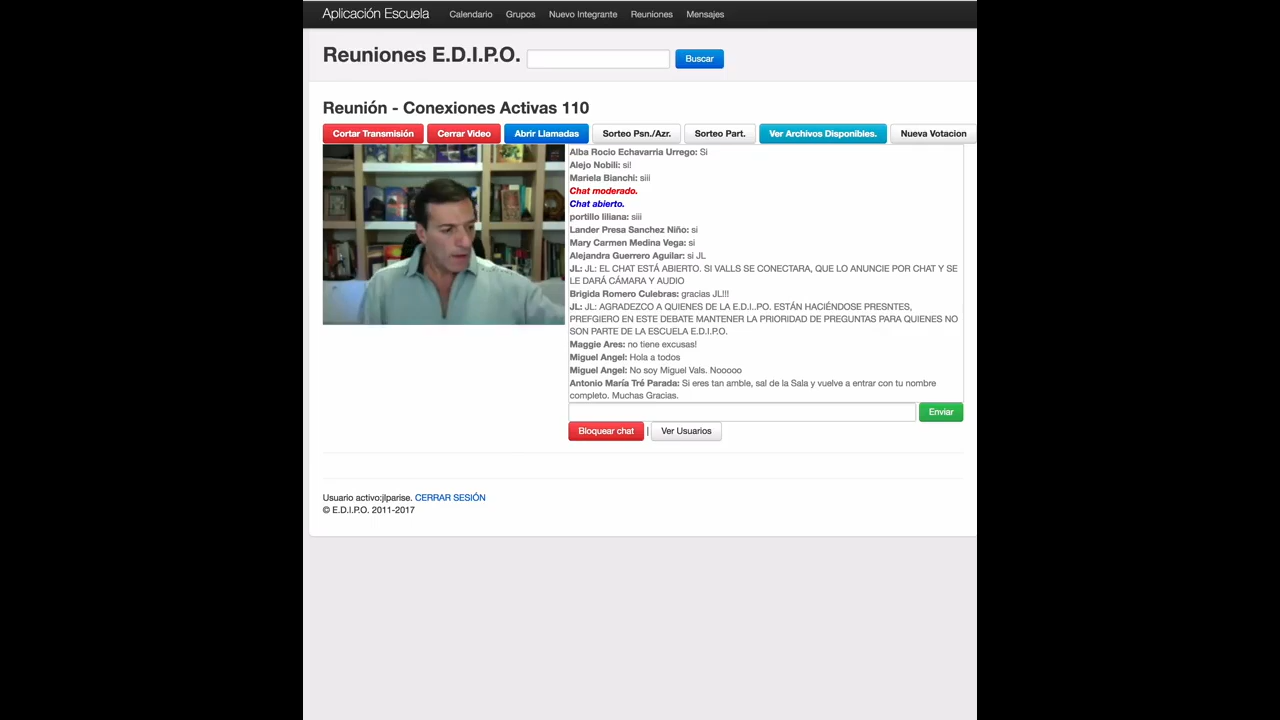 Aplicación Escuela Calendario Grupos Nuevo Integrante Reuniones Mensajes
Reuniones E.D.I.P.O. Buscar
Reunión - Conexiones Activas 110
Cortar Transmisión Cerrar Video Abrir Llamadas Sorteo Psn./Azr. Sorteo Part. Ver Archivos Disponibles. Nueva Votacion
Alba Rocio Echavarria Urrego: Si
Alejo Nobili: si!
Mariela Bianchi: siii
Chat moderado.
Chat abierto.
portillo liliana: siii
Lander Presa Sanchez Niño: si
Mary Carmen Medina Vega: si
Alejandra Guerrero Aguilar: si JL
JL: JL: EL CHAT ESTÁ ABIERTO. SI VALLS SE CONECTARA, QUE LO ANUNCIE POR CHAT Y SE
LE DARÁ CÁMARA Y AUDIO
Brigida Romero Culebras: gracias JL!!!
JL: JL: AGRADEZCO A QUIENES DE LA E.D.I..PO. ESTÁN HACIÉNDOSE PRESNTES,
PREFGIERO EN ESTE DEBATE MANTENER LA PRIORIDAD DE PREGUNTAS PARA QUIENES NO
SON PARTE DE LA ESCUELA E.D.I.P.O.
Maggie Ares: no tiene excusas!
Miguel Angel: Hola a todos
Miguel Angel: No soy Miguel Vals. Nooooo
Antonio María Tré Parada: Si eres tan amble, sal de la Sala y vuelve a entrar con tu nombre
completo. Muchas Gracias.
Enviar
Bloquear chat | Ver Usuarios
Usuario activo:jlparise. CERRAR SESIÓN
© E.D.I.P.O. 2011-2017